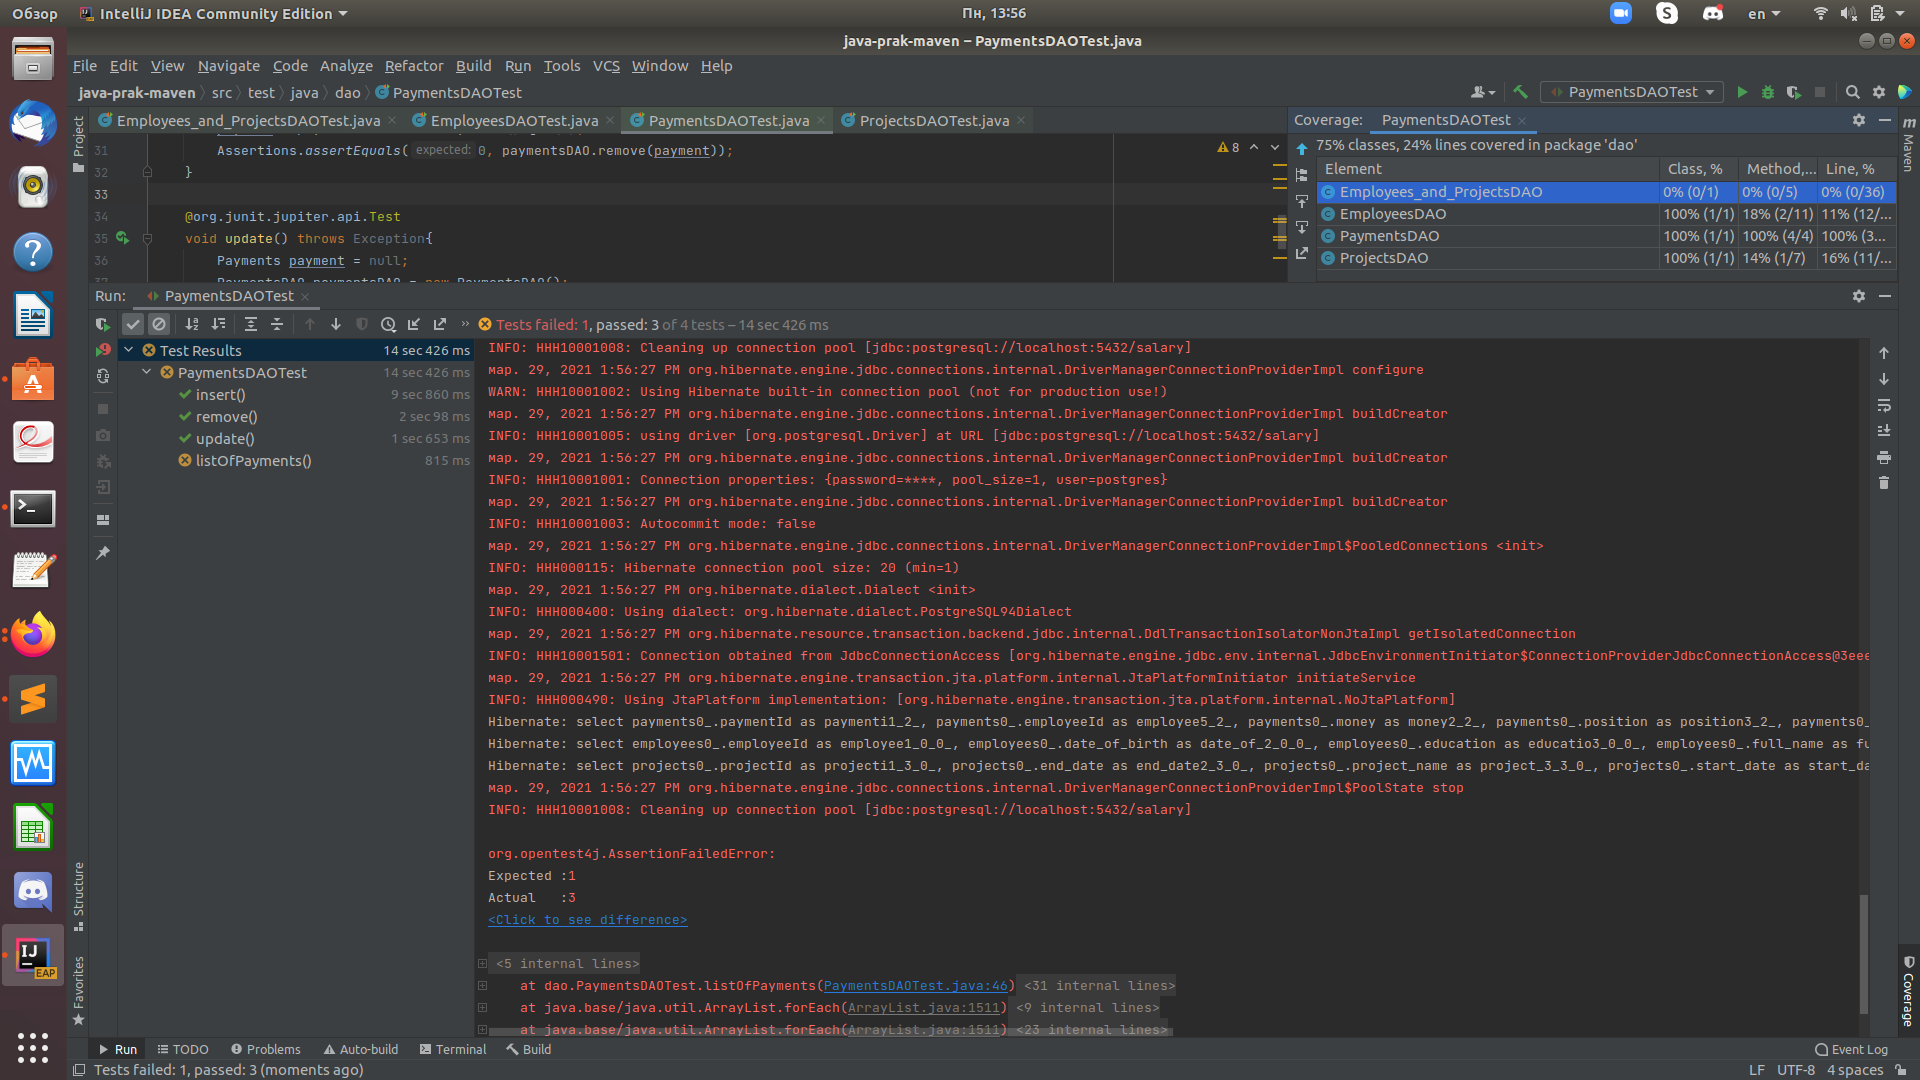 Обзор
IntelliJ IDEA Community Edition
Пн, 13:56
en
java-prak-maven – PaymentsDAOTest.java
File Edit View Navigate Code Analyze Refactor Build Run Tools VCS Window Help
java-prak-maven src test java dao PaymentsDAOTest
PaymentsDAOTest
Employees_and_ProjectsDAOTest.java EmployeesDAOTest.java PaymentsDAOTest.java ProjectsDAOTest.java
Project
31 Assertions.assertEquals( expected: 0, paymentsDAO.remove(payment));
8
32 }
33
34 @org.junit.jupiter.api.Test
35 void update() throws Exception{
36 Payments payment = null;
Coverage: PaymentsDAOTest
75% classes, 24% lines covered in package 'dao'
Element Class, % Method,... Line, %
Employees_and_ProjectsDAO 0% (0/1) 0% (0/5) 0% (0/36)
EmployeesDAO 100% (1/1) 18% (2/11) 11% (12/...
PaymentsDAO 100% (1/1) 100% (4/4) 100% (3...
ProjectsDAO 100% (1/1) 14% (1/7) 16% (11/...
m Maven
Run: PaymentsDAOTest
Tests failed: 1, passed: 3 of 4 tests – 14 sec 426 ms
Test Results 14 sec 426 ms
PaymentsDAOTest 14 sec 426 ms
insert() 9 sec 860 ms
remove() 2 sec 98 ms
update() 1 sec 653 ms
listOfPayments() 815 ms
INFO: HHH10001008: Cleaning up connection pool [jdbc:postgresql://localhost:5432/salary]
мар. 29, 2021 1:56:27 PM org.hibernate.engine.jdbc.connections.internal.DriverManagerConnectionProviderImpl configure
WARN: HHH10001002: Using Hibernate built-in connection pool (not for production use!)
мар. 29, 2021 1:56:27 PM org.hibernate.engine.jdbc.connections.internal.DriverManagerConnectionProviderImpl buildCreator
INFO: HHH10001005: using driver [org.postgresql.Driver] at URL [jdbc:postgresql://localhost:5432/salary]
мар. 29, 2021 1:56:27 PM org.hibernate.engine.jdbc.connections.internal.DriverManagerConnectionProviderImpl buildCreator
INFO: HHH10001001: Connection properties: {password=****, pool_size=1, user=postgres}
мар. 29, 2021 1:56:27 PM org.hibernate.engine.jdbc.connections.internal.DriverManagerConnectionProviderImpl buildCreator
INFO: HHH10001003: Autocommit mode: false
мар. 29, 2021 1:56:27 PM org.hibernate.engine.jdbc.connections.internal.DriverManagerConnectionProviderImpl$PooledConnections <init>
INFO: HHH000115: Hibernate connection pool size: 20 (min=1)
мар. 29, 2021 1:56:27 PM org.hibernate.dialect.Dialect <init>
INFO: HHH000400: Using dialect: org.hibernate.dialect.PostgreSQL94Dialect
мар. 29, 2021 1:56:27 PM org.hibernate.resource.transaction.backend.jdbc.internal.DdlTransactionIsolatorNonJtaImpl getIsolatedConnection
INFO: HHH10001501: Connection obtained from JdbcConnectionAccess [org.hibernate.engine.jdbc.env.internal.JdbcEnvironmentInitiator$ConnectionProviderJdbcConnectionAccess@3eee
мар. 29, 2021 1:56:27 PM org.hibernate.engine.transaction.jta.platform.internal.JtaPlatformInitiator initiateService
INFO: HHH000490: Using JtaPlatform implementation: [org.hibernate.engine.transaction.jta.platform.internal.NoJtaPlatform]
Hibernate: select payments0_.paymentId as paymenti1_2_, payments0_.employeeId as employee5_2_, payments0_.money as money2_2_, payments0_.position as position3_2_, payments0_
Hibernate: select employees0_.employeeId as employee1_0_0_, employees0_.date_of_birth as date_of_2_0_0_, employees0_.education as educatio3_0_0_, employees0_.full_name as fu
Hibernate: select projects0_.projectId as projecti1_3_0_, projects0_.end_date as end_date2_3_0_, projects0_.project_name as project_3_3_0_, projects0_.start_date as start_da
мар. 29, 2021 1:56:27 PM org.hibernate.engine.jdbc.connections.internal.DriverManagerConnectionProviderImpl$PoolState stop
INFO: HHH10001008: Cleaning up connection pool [jdbc:postgresql://localhost:5432/salary]
org.opentest4j.AssertionFailedError:
Expected :1
Actual :3
<Click to see difference>
<5 internal lines>
at dao.PaymentsDAOTest.listOfPayments(PaymentsDAOTest.java:46) <31 internal lines>
at java.base/java.util.ArrayList.forEach(ArrayList.java:1511) <9 internal lines>
at java.base/java.util.ArrayList.forEach(ArrayList.java:1511) <23 internal lines>
Structure
Favorites
Coverage
IJ
EAP
Run TODO Problems Auto-build Terminal Build Event Log
Tests failed: 1, passed: 3 (moments ago) LF UTF-8 4 spaces